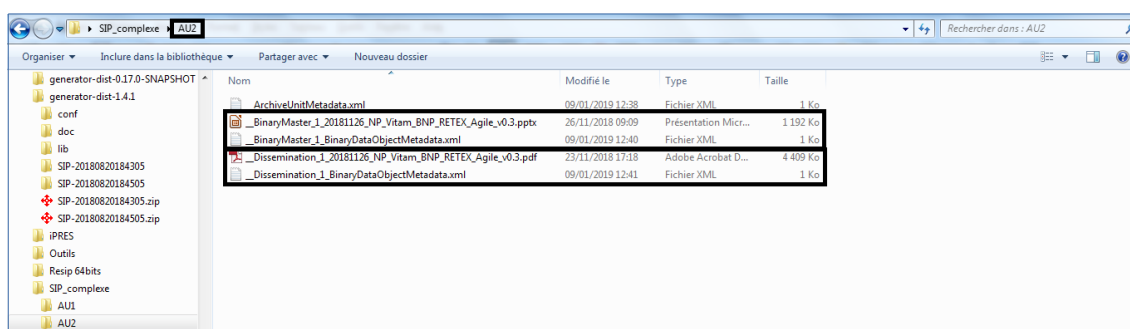 SIP_complexe AU2
Rechercher dans : AU2
Organiser Inclure dans la bibliothèque Partager avec Nouveau dossier
generator-dist-0.17.0-SNAPSHOT
generator-dist-1.4.1
conf
doc
lib
SIP-20180820184305
SIP-20180820184505
SIP-20180820184305.zip
SIP-20180820184505.zip
iPRES
Outils
Resip 64bits
SIP_complexe
AU1
AU2
Nom Modifié le Type Taille
__ArchiveUnitMetadata.xml 09/01/2019 12:38 Fichier XML 1 Ko
__BinaryMaster_1_20181126_NP_Vitam_BNP_RETEX_Agile_v0.3.pptx 26/11/2018 09:09 Présentation Micr... 1 192 Ko
__BinaryMaster_1_BinaryDataObjectMetadata.xml 09/01/2019 12:40 Fichier XML 1 Ko
__Dissemination_1_20181126_NP_Vitam_BNP_RETEX_Agile_v0.3.pdf 23/11/2018 17:18 Adobe Acrobat D... 4 409 Ko
__Dissemination_1_BinaryDataObjectMetadata.xml 09/01/2019 12:41 Fichier XML 1 Ko